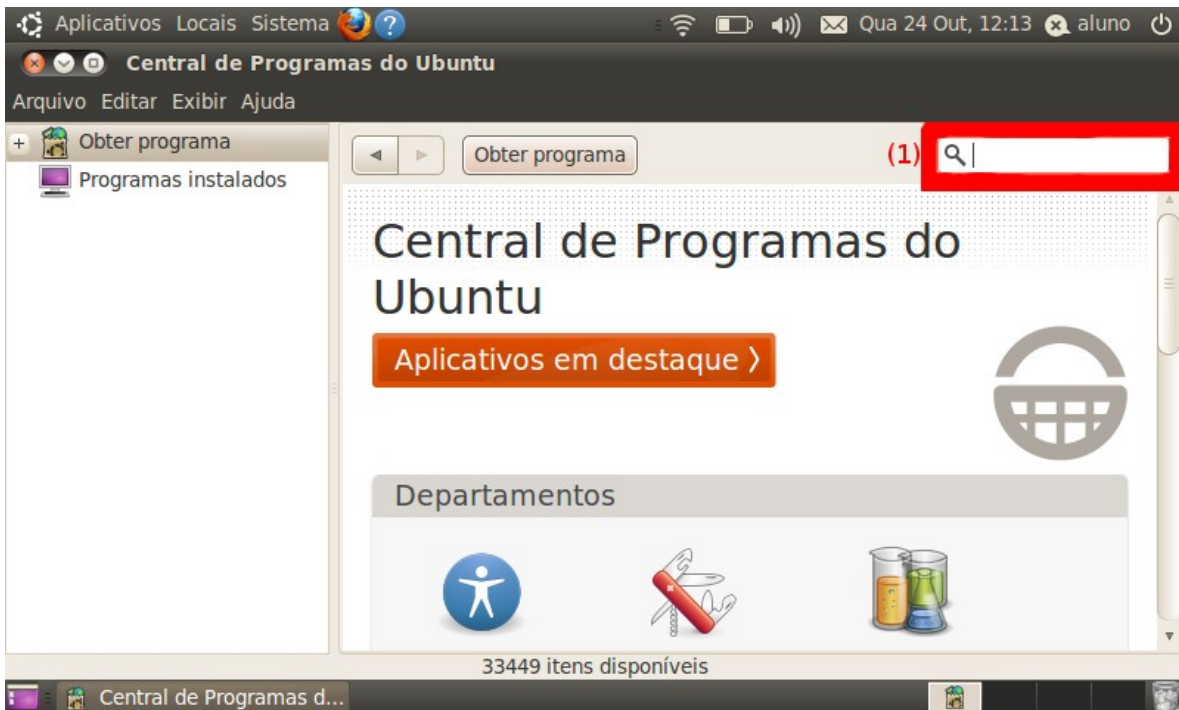 Aplicativos Locais Sistema ? Qua 24 Out, 12:13 aluno
Central de Programas do Ubuntu
Arquivo Editar Exibir Ajuda
Obter programa
Programas instalados
Obter programa
(1)
Central de Programas do
Ubuntu
Aplicativos em destaque 〉
Departamentos
33449 itens disponíveis
Central de Programas d...